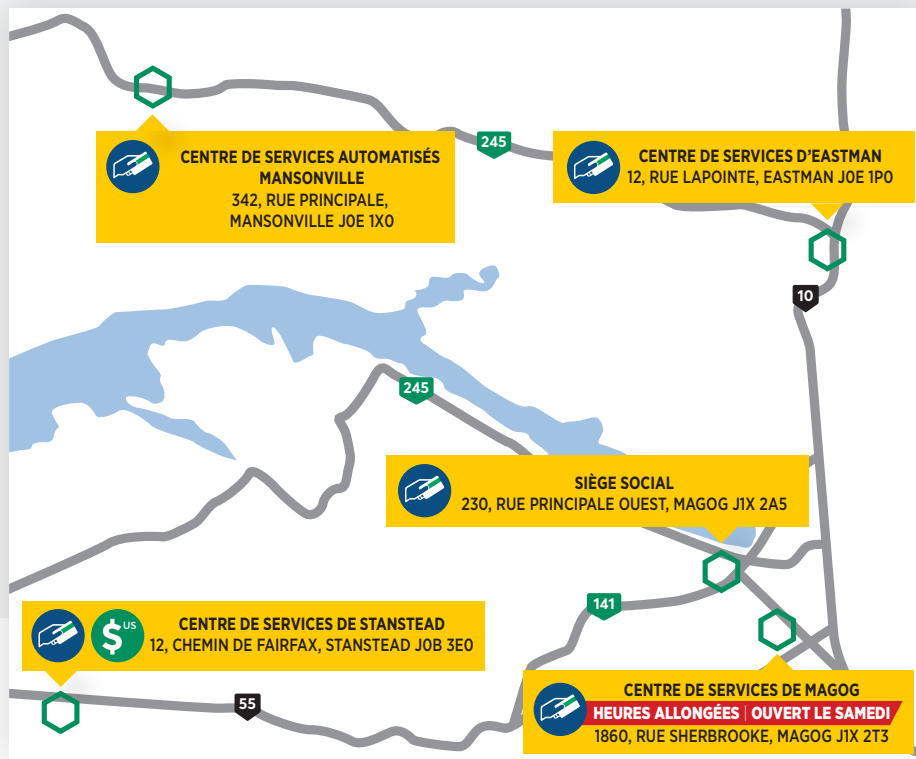 CENTRE DE SERVICES AUTOMATISÉS
MANSONVILLE
342, RUE PRINCIPALE,
MANSONVILLE J0E 1X0
245
CENTRE DE SERVICES D'EASTMAN
12, RUE LAPOINTE, EASTMAN J0E 1P0
10
245
SIÈGE SOCIAL
230, RUE PRINCIPALE OUEST, MAGOG J1X 2A5
141
$ US
CENTRE DE SERVICES DE STANSTEAD
12, CHEMIN DE FAIRFAX, STANSTEAD J0B 3E0
55
CENTRE DE SERVICES DE MAGOG
HEURES ALLONGÉES | OUVERT LE SAMEDI
1860, RUE SHERBROOKE, MAGOG J1X 2T3